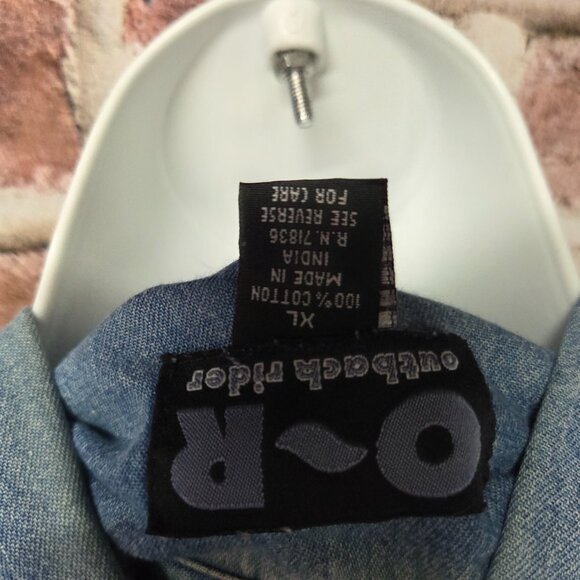 O~R
outback rider
XL
100% COTTON
MADE IN
INDIA
R.N. 71836
SEE REVERSE
FOR CARE